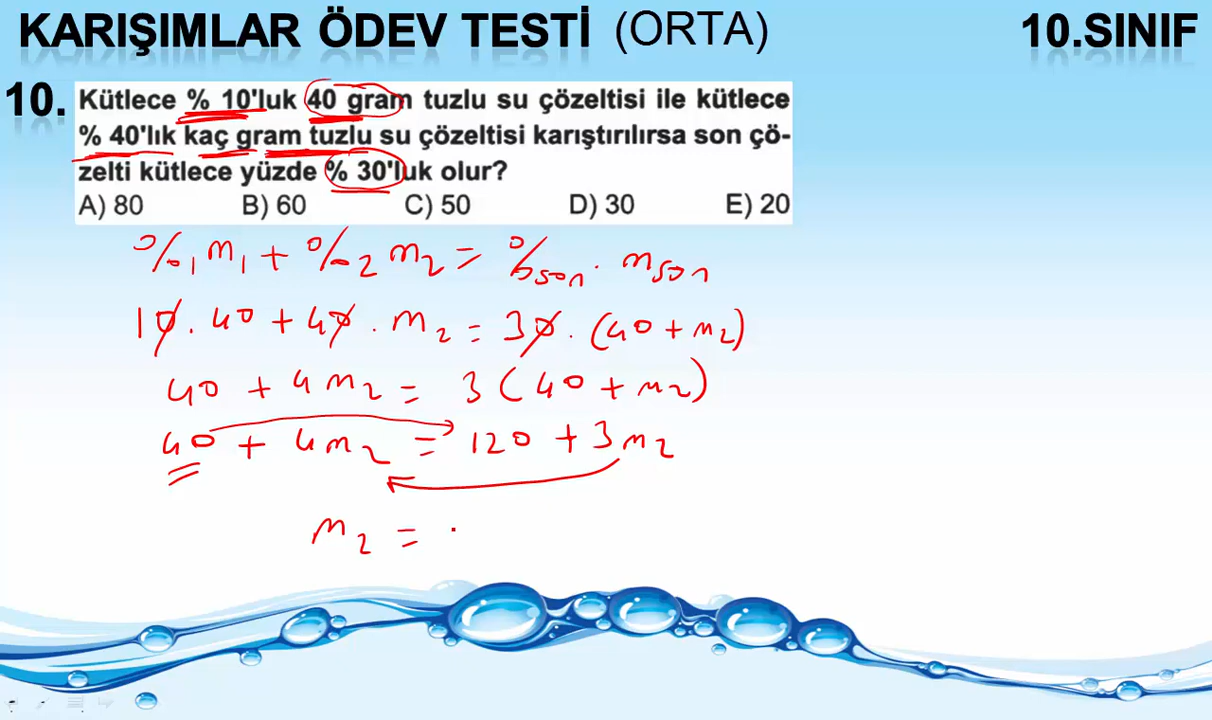 KARIŞIMLAR ÖDEV TESTİ (ORTA) 10.SINIF
10. Kütlece % 10'luk 40 gram tuzlu su çözeltisi ile kütlece
% 40'lık kaç gram tuzlu su çözeltisi karıştırılırsa son çö-
zelti kütlece yüzde % 30'luk olur?
A) 80 B) 60 C) 50 D) 30 E) 20
%₁ m₁ + %₂ m₂ = %son . mson
10 . 40 + 40 . m₂ = 30 . (40 + m₂)
40 + 4m₂ = 3 (40 + m₂)
40 + 4m₂ = 120 + 3m₂
m₂ =